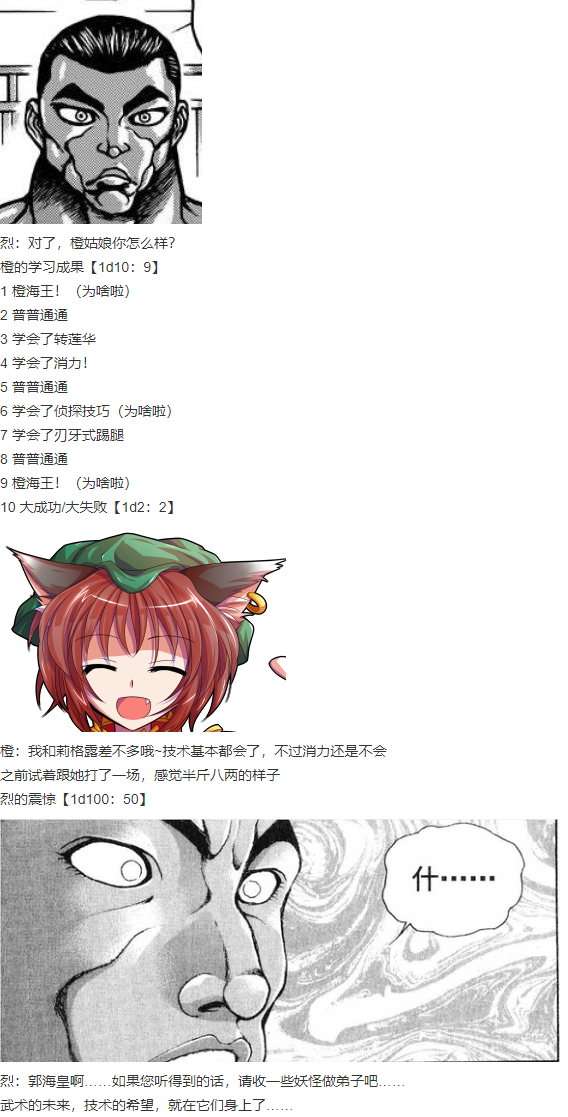 烈：对了，橙姑娘你怎么样？
橙的学习成果【1d10：9】
1 橙海王！（为啥啦）
2 普普通通
3 学会了转莲华
4 学会了消力！
5 普普通通
6 学会了侦探技巧（为啥啦）
7 学会了刃牙式踢腿
8 普普通通
9 橙海王！（为啥啦）
10 大成功/大失败【1d2：2】
橙：我和莉格露差不多哦~技术基本都会了，不过消力还是不会
之前试着跟她打了一场，感觉半斤八两的样子
烈的震惊【1d100：50】
什……
烈：郭海皇啊……如果您听得到的话，请收一些妖怪做弟子吧……
武术的未来，技术的希望，就在它们身上了……